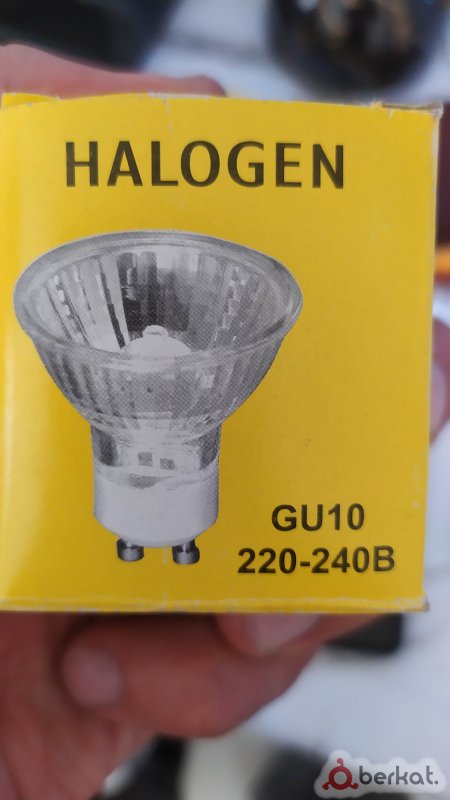 HALOGEN
GU10
220-240В
berkat.